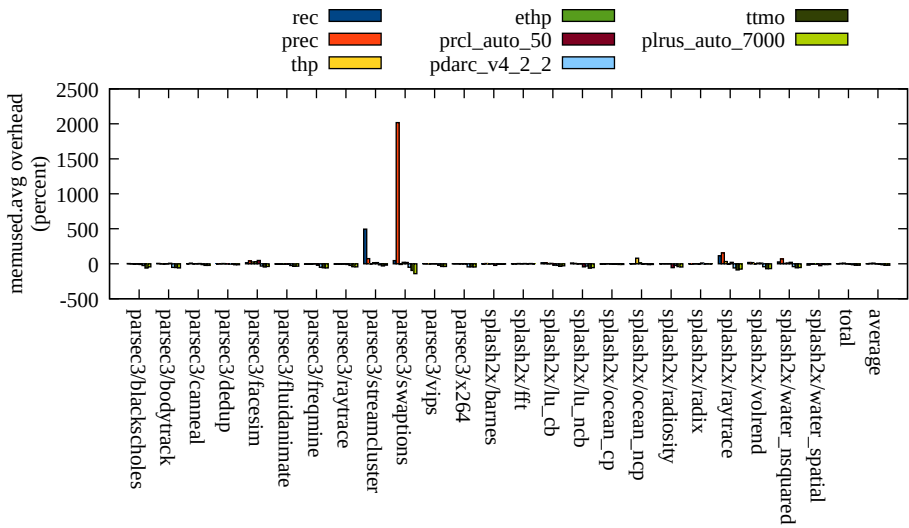 rec
prec
thp
ethp
prcl_auto_50
pdarc_v4_2_2
ttmo
plrus_auto_7000
memused.avg overhead
(percent)
2500
2000
1500
1000
500
0
-500
parsec3/blackscholes
parsec3/bodytrack
parsec3/canneal
parsec3/dedup
parsec3/facesim
parsec3/fluidanimate
parsec3/freqmine
parsec3/raytrace
parsec3/streamcluster
parsec3/swaptions
parsec3/vips
parsec3/x264
splash2x/barnes
splash2x/fft
splash2x/lu_cb
splash2x/lu_ncb
splash2x/ocean_cp
splash2x/ocean_ncp
splash2x/radiosity
splash2x/radix
splash2x/raytrace
splash2x/volrend
splash2x/water_nsquared
splash2x/water_spatial
total
average